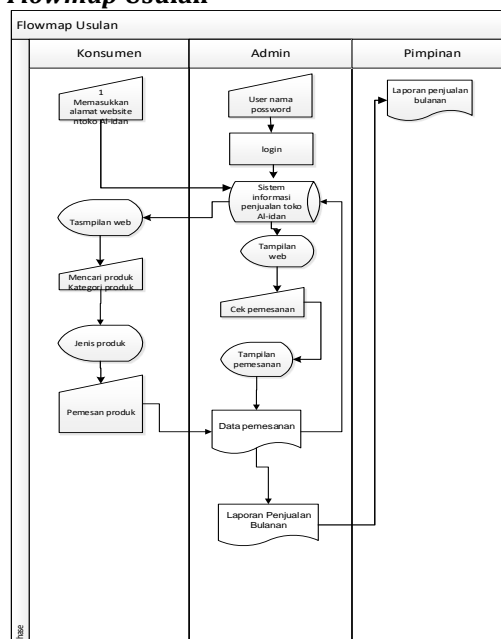 Flowmap Usulan
Flowmap Usulan
Konsumen
Admin
Pimpinan
1
Memasukkan
alamat website
ntoko Al-idan
User nama
possword
Laporan penjualan
bulanan
login
Sistem
informasi
penjualan toko
Al-idan
Tasmpilan web
Tampilan
web
Mencari produk
Kategori produk
Cek pemesanan
Jenis produk
Tampilan
pemesanan
Pemesan produk
Data pemesanan
Laporan Penjualan
Bulanan